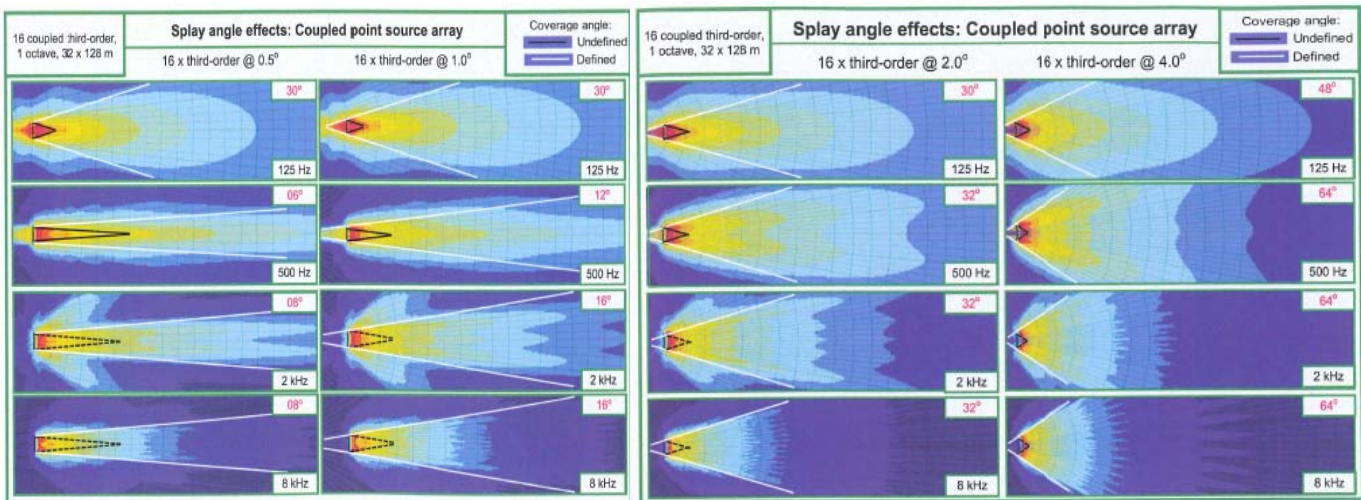 16 coupled third-order,
1 octave, 32 x 128 m
Splay angle effects: Coupled point source array
16 x third-order @ 0.5° 16 x third-order @ 1.0°
Coverage angle:
Undefined
Defined
30° 30°
125 Hz 125 Hz
06° 12°
500 Hz 500 Hz
08° 16°
2 kHz 2 kHz
08° 16°
8 kHz 8 kHz
16 coupled third-order,
1 octave, 32 x 128 m
Splay angle effects: Coupled point source array
16 x third-order @ 2.0° 16 x third-order @ 4.0°
Coverage angle:
Undefined
Defined
30° 48°
125 Hz 125 Hz
32° 64°
500 Hz 500 Hz
32° 64°
2 kHz 2 kHz
32° 64°
8 kHz 8 kHz